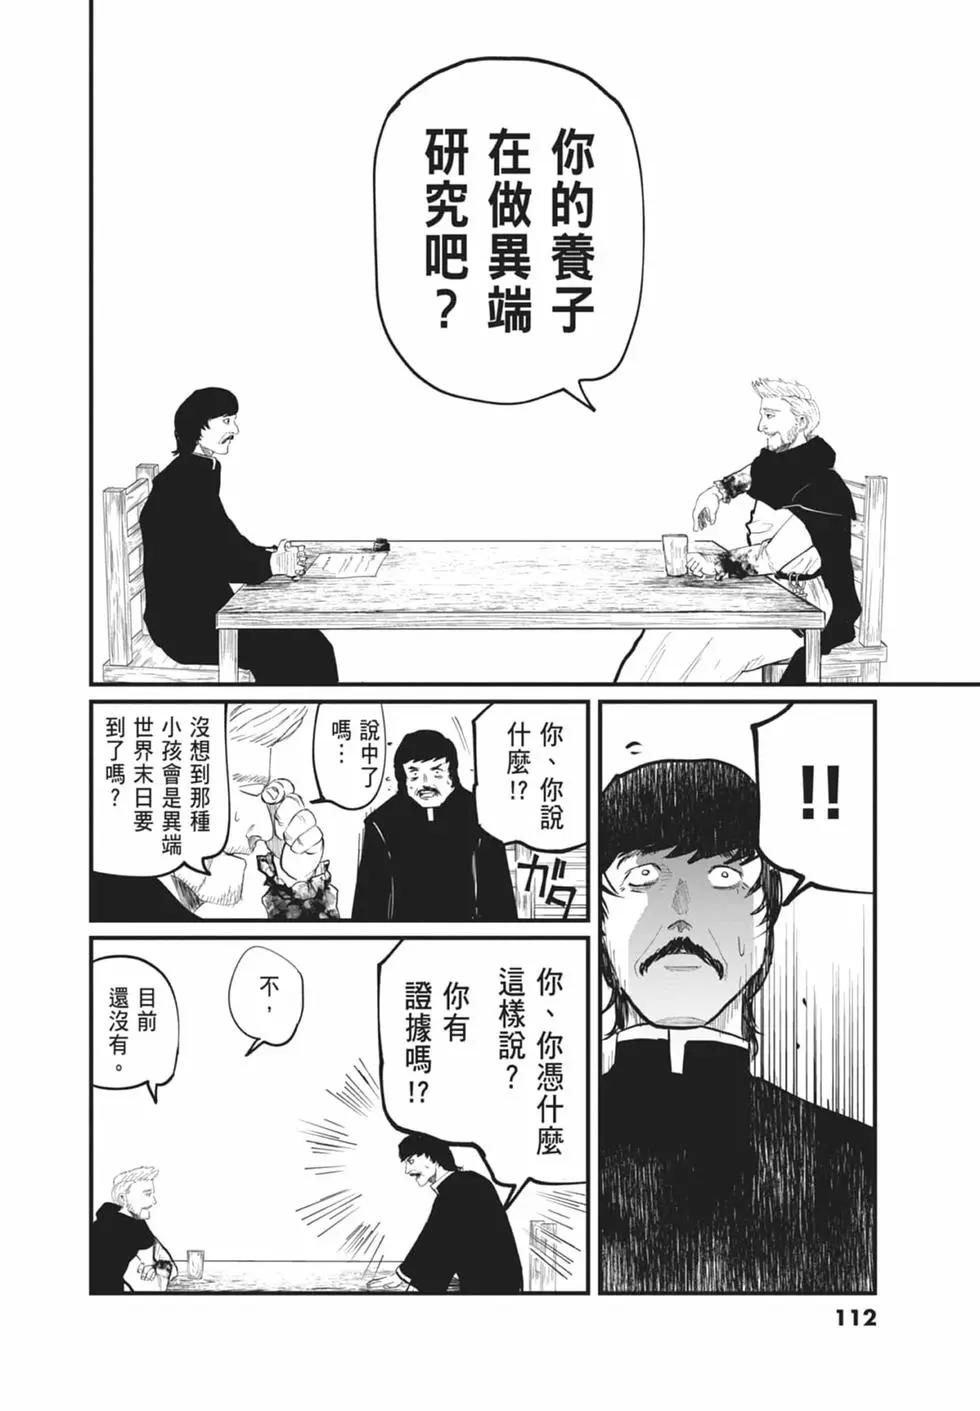 你的養子
在做異端
研究吧？
!!
你、你說
什麼!?
ガタ
說中了
嗎…
沒想到那種
小孩會是異端
世界末日要
到了嗎？
你、你憑什麼
這樣說？
你有
證據嗎!?
不，
目前
還沒有。
112